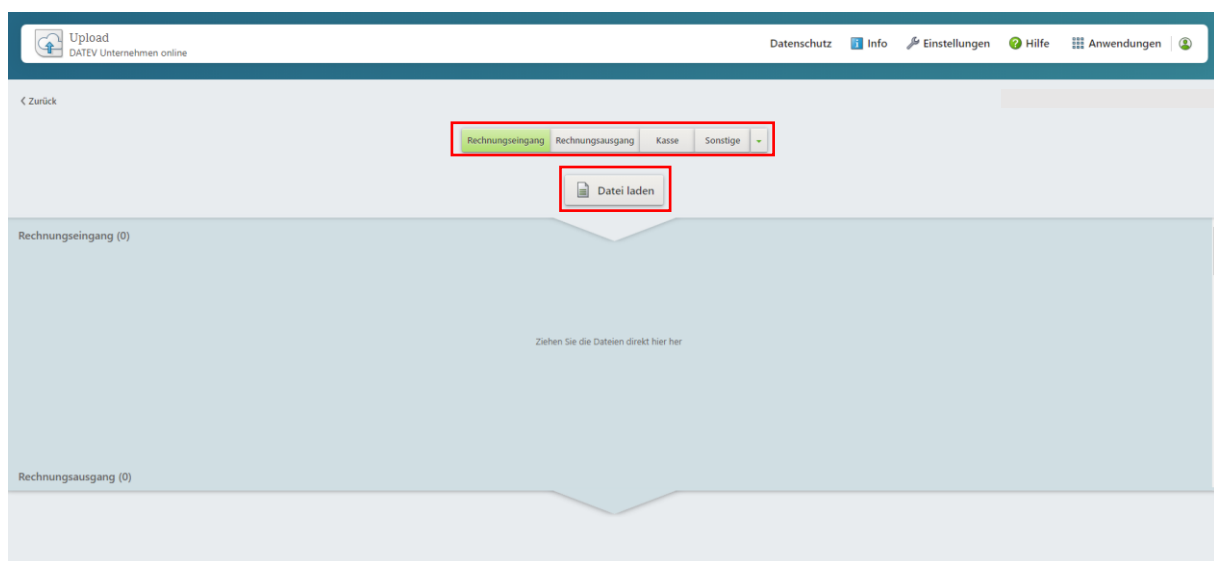 Upload
DATEV Unternehmen online
Datenschutz Info Einstellungen Hilfe Anwendungen
Zurück
Rechnungseingang Rechnungsausgang Kasse Sonstige
Datei laden
Rechnungseingang (0)
Ziehen Sie die Dateien direkt hier her
Rechnungsausgang (0)